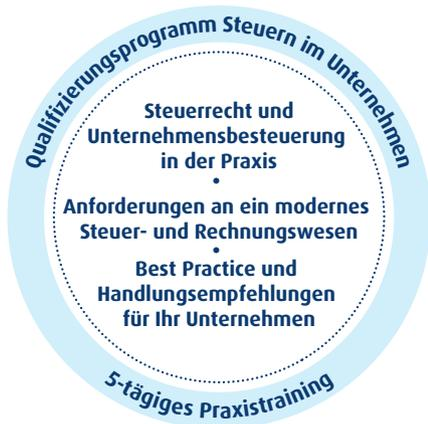 Qualifizierungsprogramm Steuern im Unternehmen
Steuerrecht und
Unternehmensbesteuerung
in der Praxis
•
Anforderungen an ein modernes
Steuer- und Rechnungswesen
•
Best Practice und
Handlungsempfehlungen
für Ihr Unternehmen
5-tägiges Praxistraining